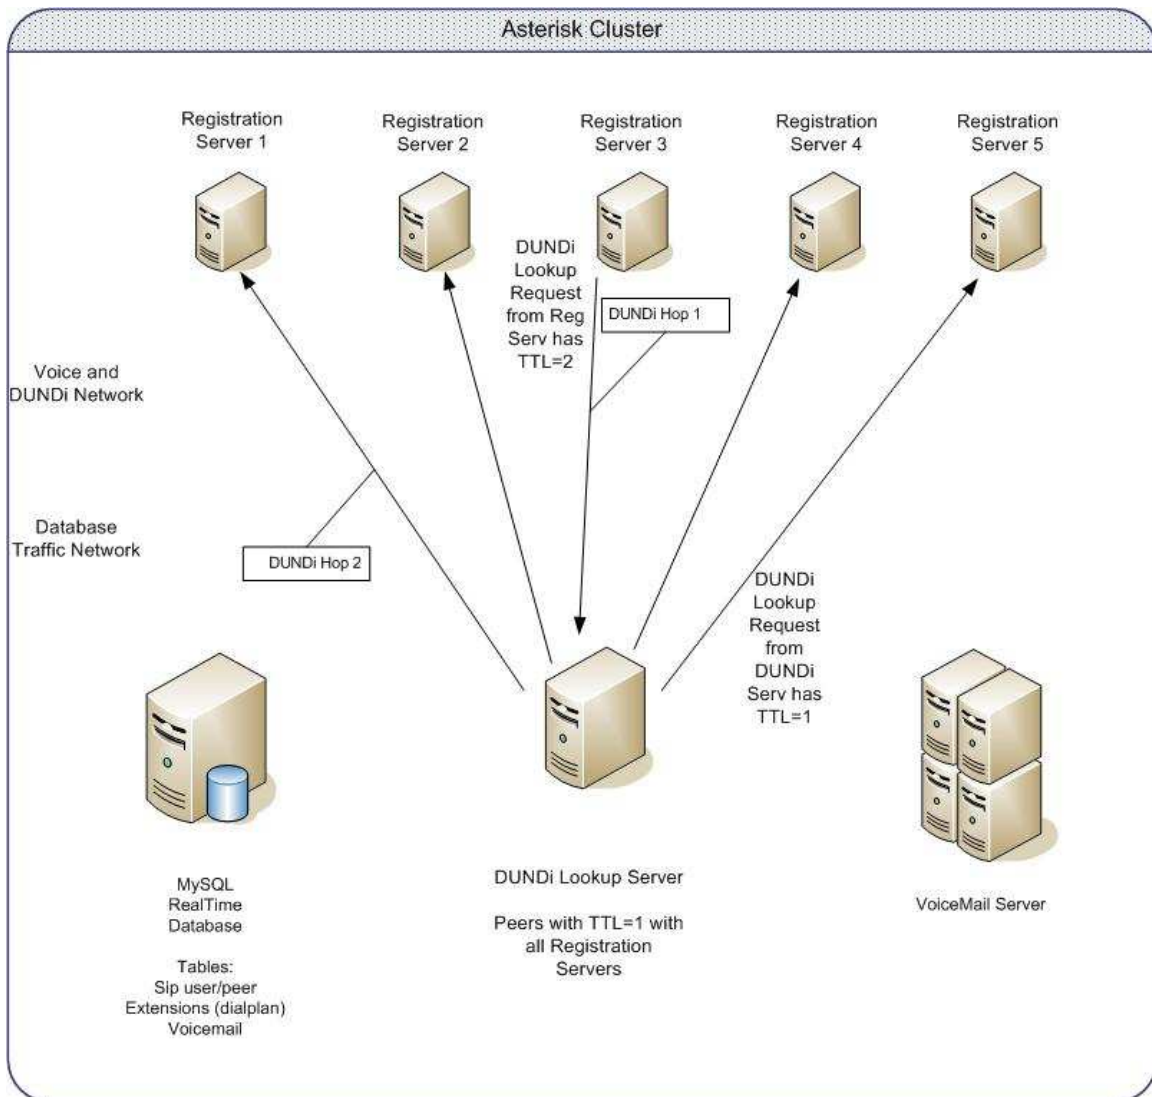 Asterisk Cluster
Registration
Server 1
Registration
Server 2
Registration
Server 3
Registration
Server 4
Registration
Server 5
DUNDi
Lookup
Request
from Reg
Serv has
TTL=2
DUNDi Hop 1
Voice and
DUNDi Network
Database
Traffic Network
DUNDi Hop 2
DUNDi
Lookup
Request
from
DUNDi
Serv has
TTL=1
MySQL
RealTime
Database
Tables:
Sip user/peer
Extensions (dialplan)
Voicemail
DUNDi Lookup Server
Peers with TTL=1 with
all Registration
Servers
VoiceMail Server